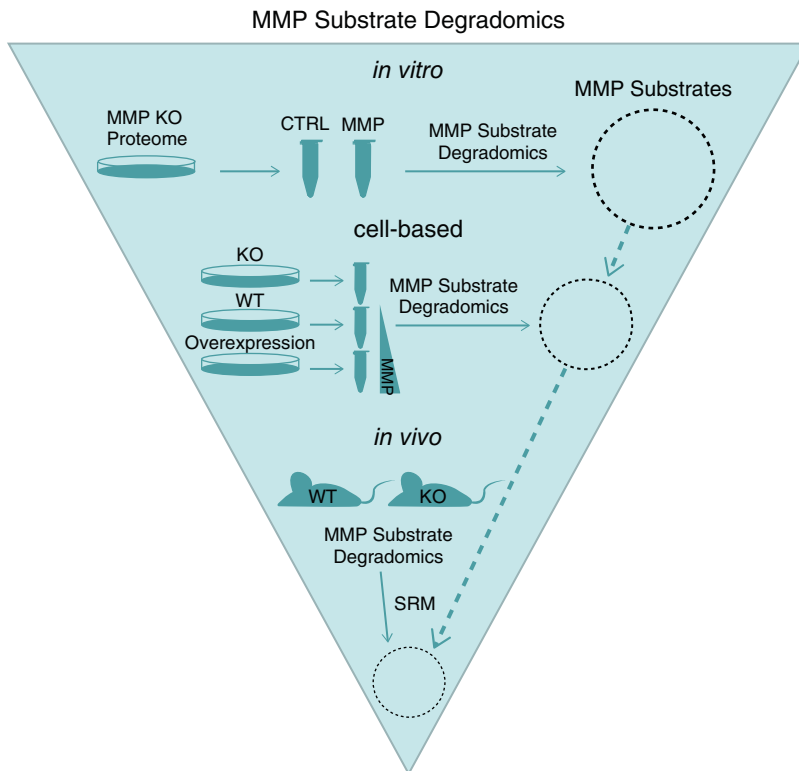 MMP Substrate Degradomics
in vitro
MMP Substrates
MMP KO
Proteome
CTRL
MMP
MMP Substrate
Degradomics
cell-based
KO
WT
Overexpression
MMP
MMP Substrate
Degradomics
in vivo
WT
KO
MMP Substrate
Degradomics
SRM